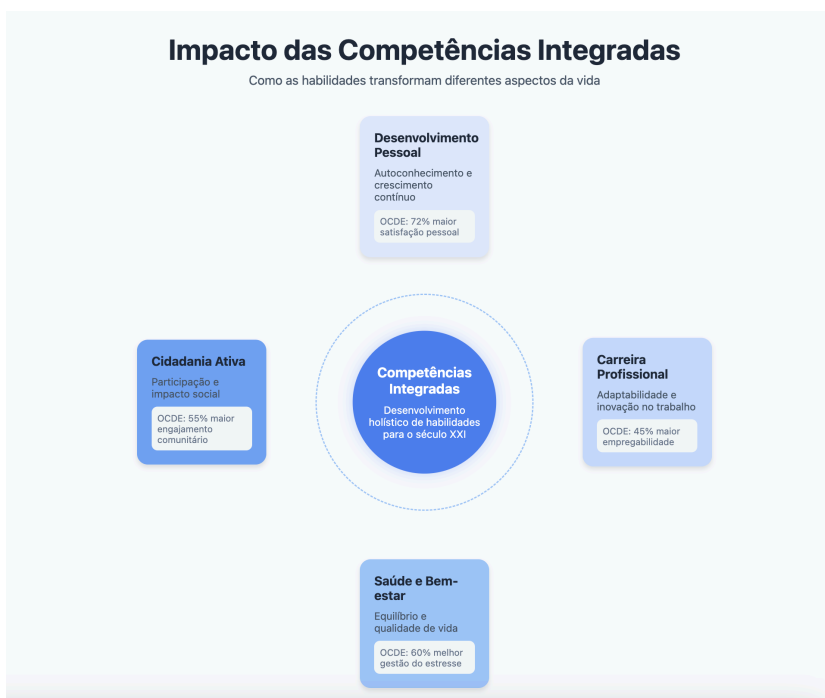 Impacto das Competências Integradas
Como as habilidades transformam diferentes aspectos da vida
Desenvolvimento
Pessoal
Autoconhecimento e
crescimento
contínuo
OCDE: 72% maior
satisfação pessoal
Cidadania Ativa
Participação e
impacto social
OCDE: 55% maior
engajamento
comunitário
Competências
Integradas
Desenvolvimento
holístico de habilidades
para o século XXI
Carreira
Profissional
Adaptabilidade e
inovação no trabalho
OCDE: 45% maior
empregabilidade
Saúde e Bem-
estar
Equilíbrio e
qualidade de vida
OCDE: 60% melhor
gestão do estresse